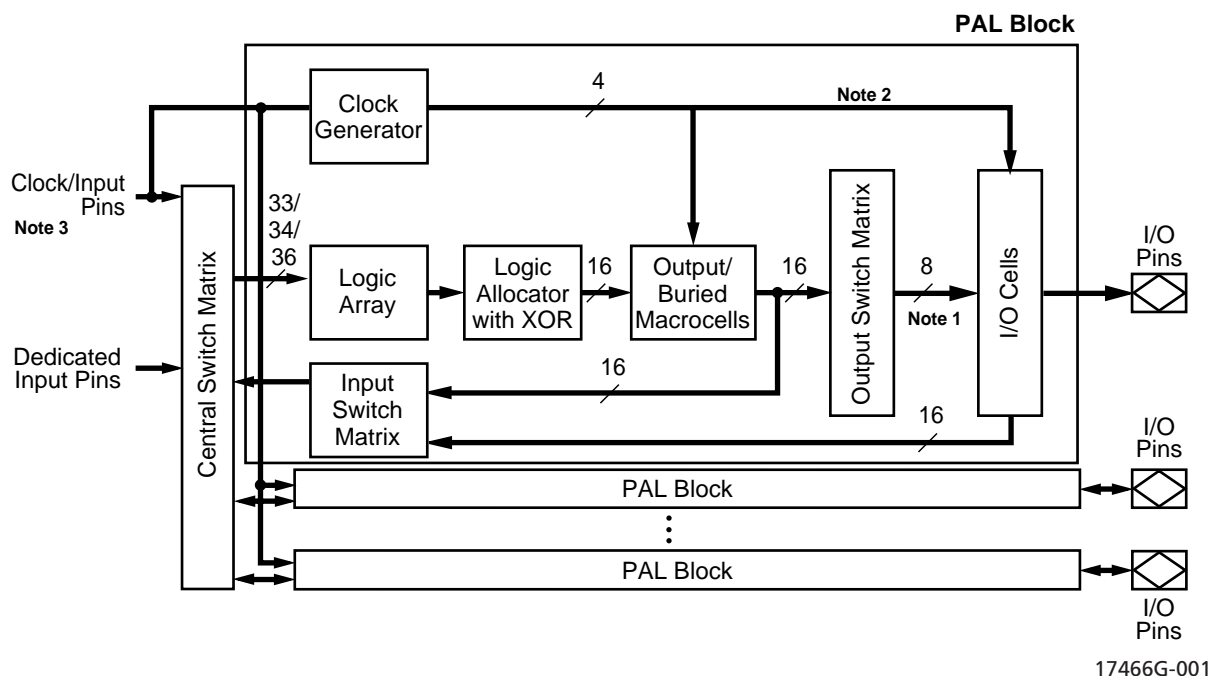 PAL Block
Clock
Generator
4
Note 2
Clock/Input
Pins
Note 3
Central Switch Matrix
33/
34/
36
Logic
Array
Logic
Allocator
with XOR
16
Output/
Buried
Macrocells
16
Output Switch Matrix
8
Note 1
I/O Cells
I/O
Pins
Dedicated
Input Pins
Input
Switch
Matrix
16
16
I/O
Pins
PAL Block
PAL Block
I/O
Pins
17466G-001